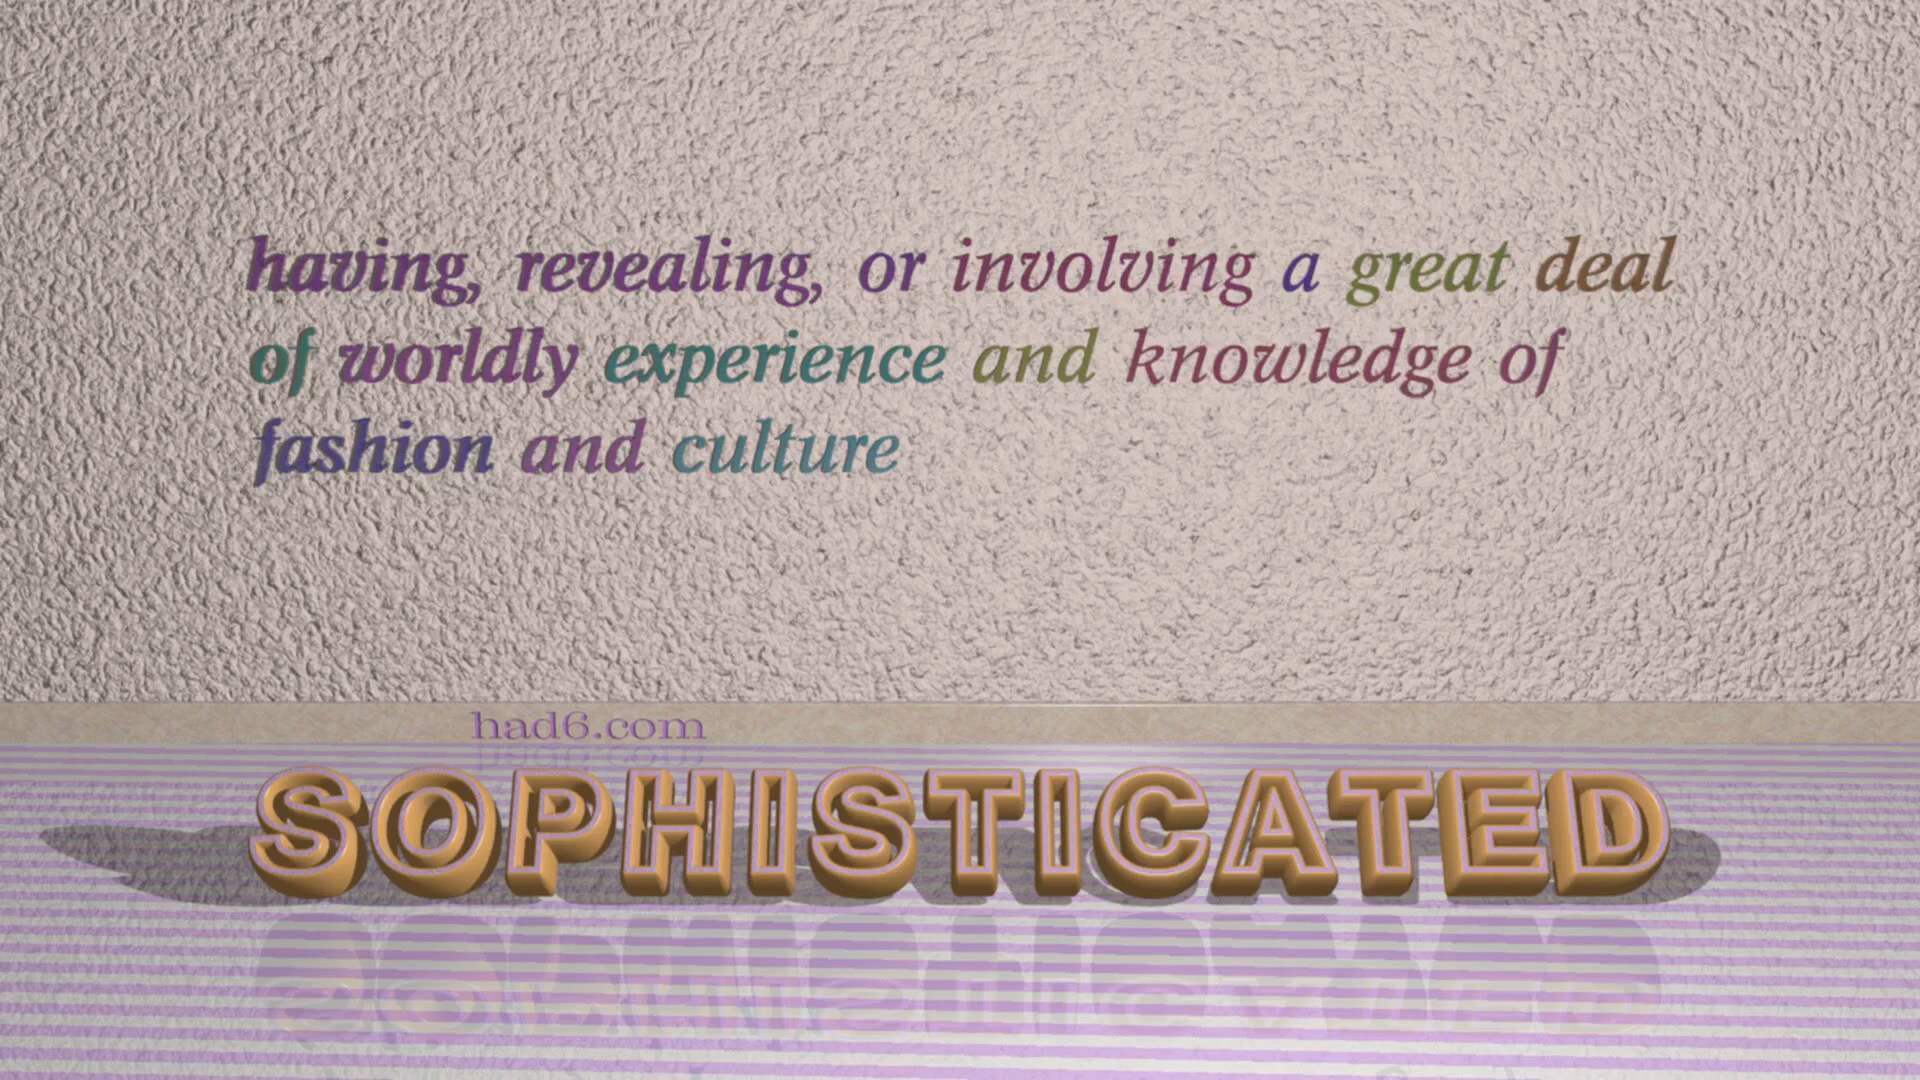 having, revealing, or involving a great deal
of worldly experience and knowledge of
fashion and culture
had6.com
SOPHISTICATED